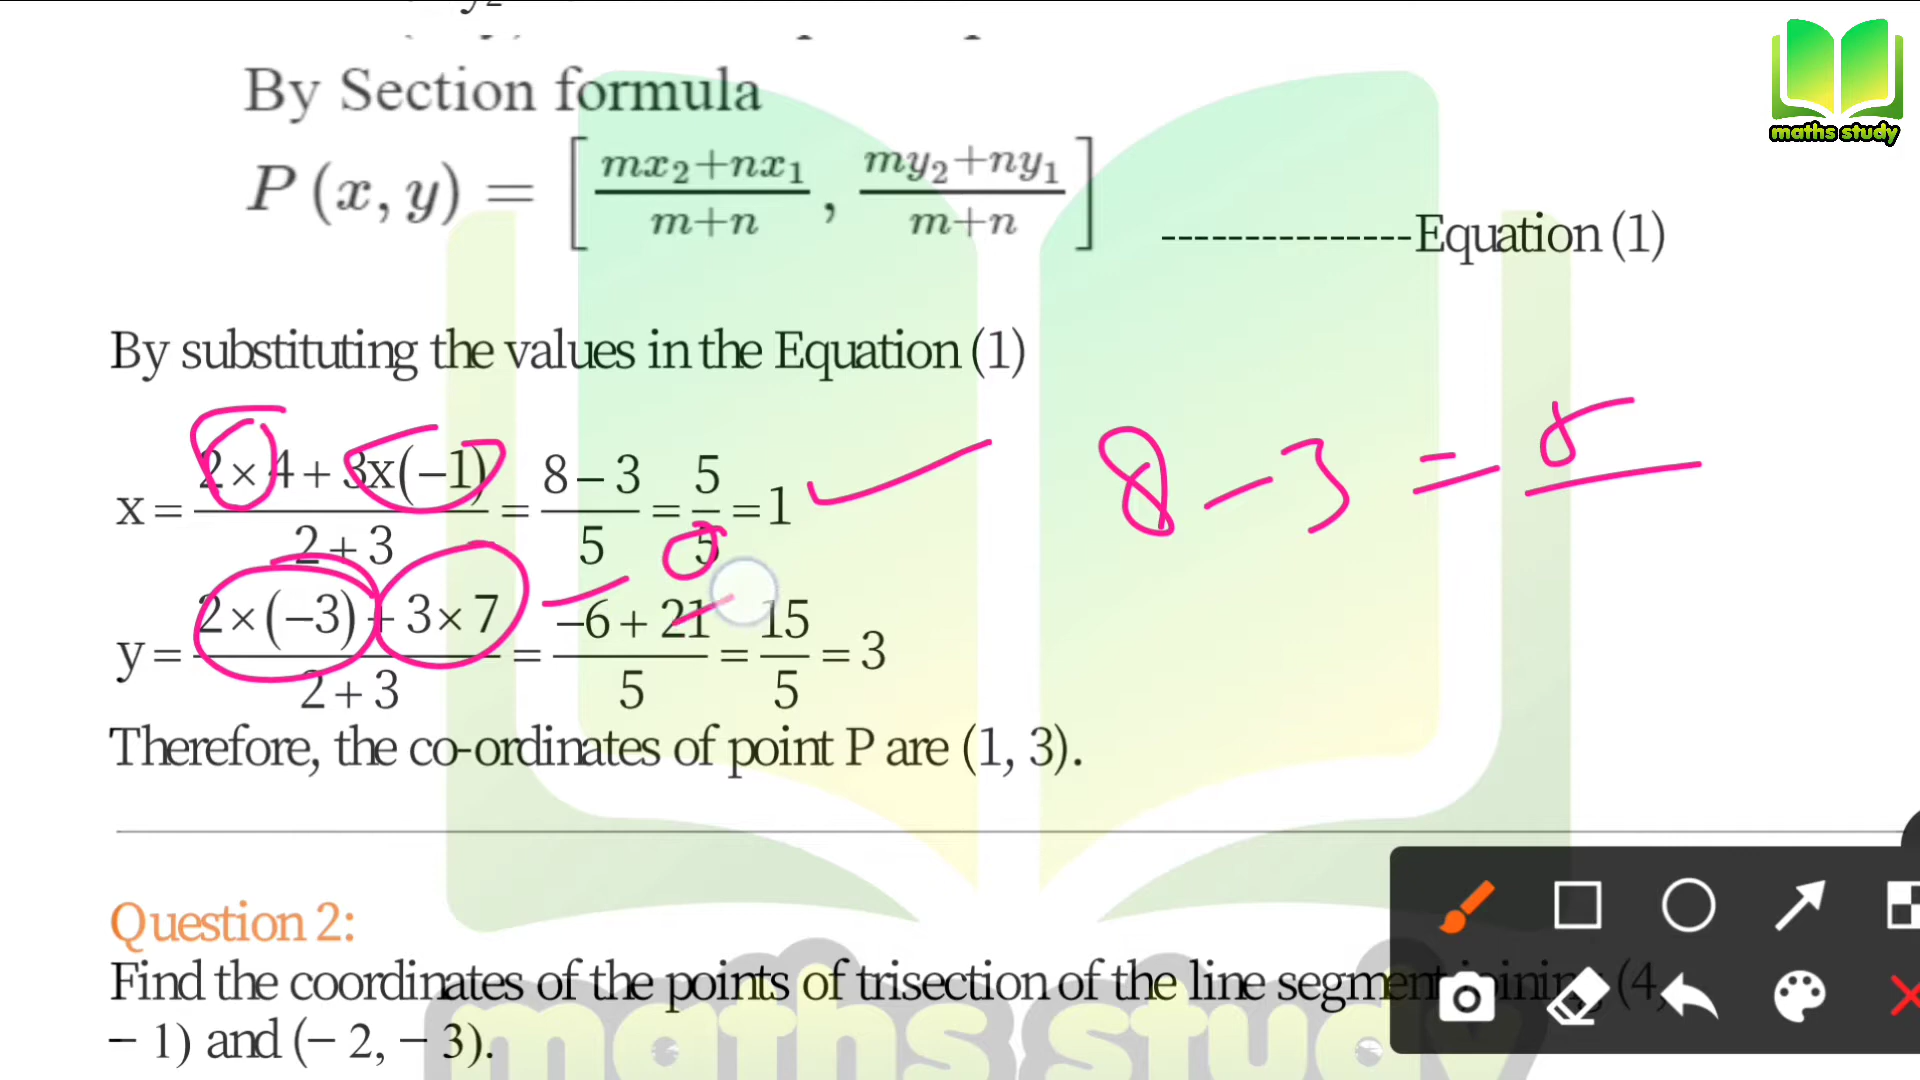 maths study
By Section formula
P (x, y) = [ mx₂+nx₁ / m+n , my₂+ny₁ / m+n ] ---------------Equation (1)
By substituting the values in the Equation (1)
x = 2 × 4 + 3x(−1) / 2 + 3 = 8 − 3 / 5 = 5 / 5 = 1
8 − 3 =
y = 2 × (−3) + 3 × 7 / 2 + 3 = −6 + 21 / 5 = 15 / 5 = 3
Therefore, the co-ordinates of point P are (1, 3).
Question 2:
Find the coordinates of the points of trisection of the line segment joining (4,
− 1) and (− 2, − 3).
maths study